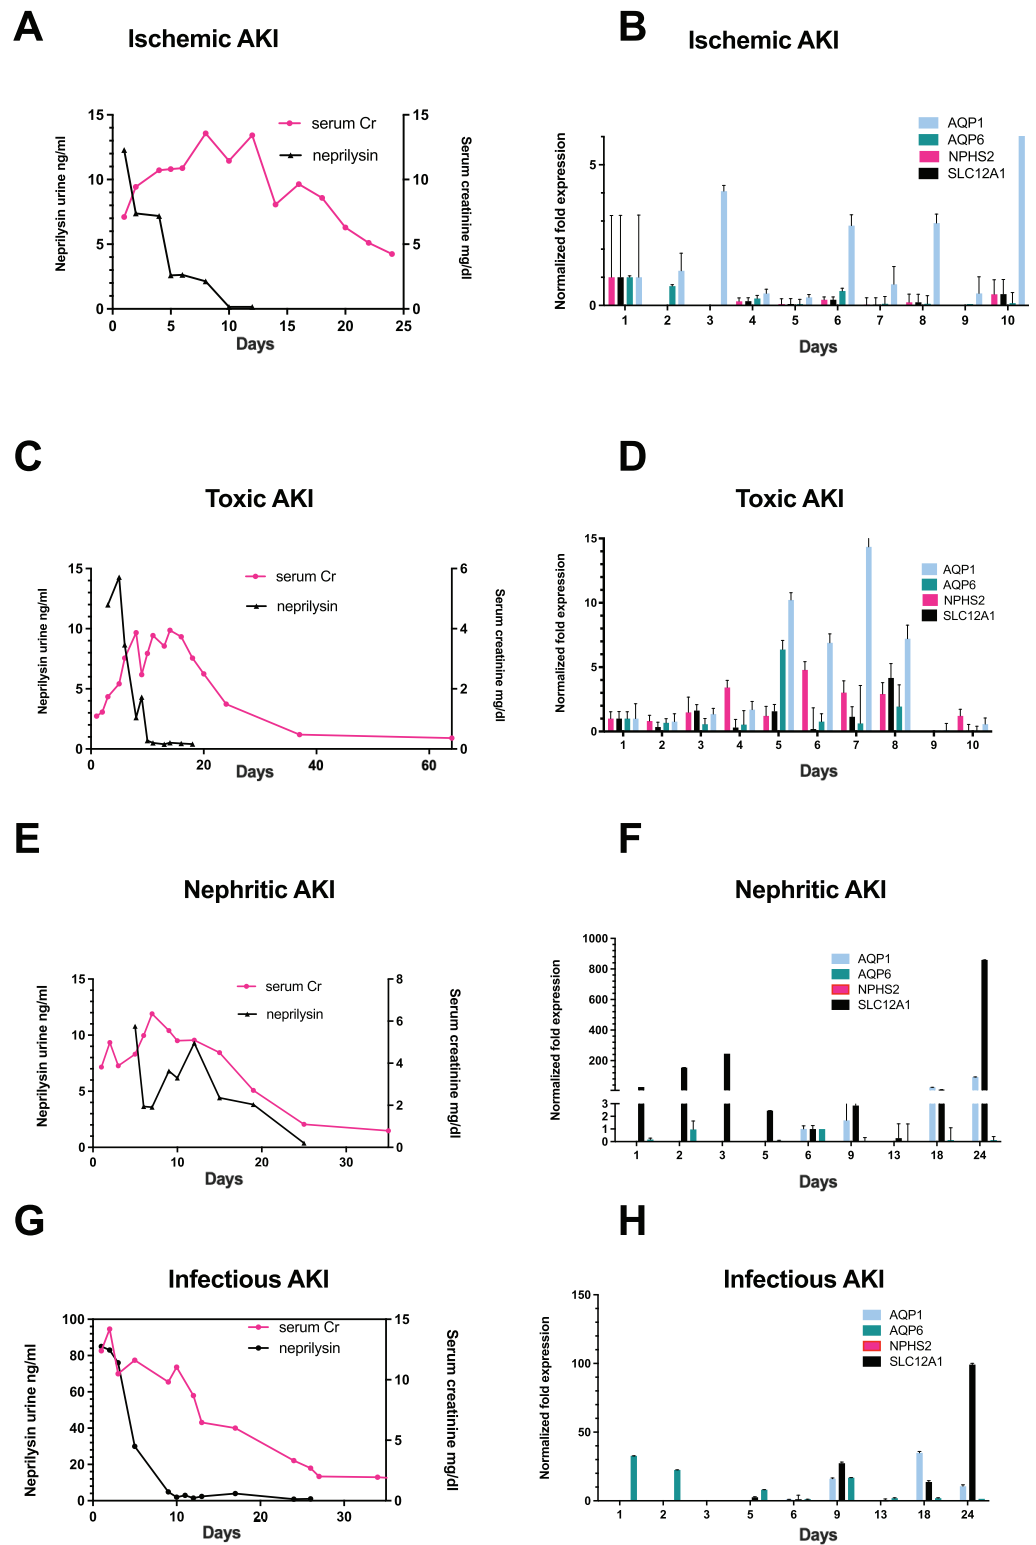 A
Ischemic AKI
serum Cr
neprilysin
Neprilysin urine ng/ml
Serum creatinine mg/dl
15
10
5
0
15
10
5
0
0 5 10 15 20 25
Days
B
Ischemic AKI
AQP1
AQP6
NPHS2
SLC12A1
Normalized fold expression
5
0
1 2 3 4 5 6 7 8 9 10
Days
C
Toxic AKI
serum Cr
neprilysin
Neprilysin urine ng/ml
Serum creatinine mg/dl
15
10
5
0
6
4
2
0
0 20 40 60
Days
D
Toxic AKI
AQP1
AQP6
NPHS2
SLC12A1
Normalized fold expression
15
10
5
0
1 2 3 4 5 6 7 8 9 10
Days
E
Nephritic AKI
serum Cr
neprilysin
Neprilysin urine ng/ml
Serum creatinine mg/dl
15
10
5
0
8
6
4
2
0
0 10 20 30
Days
F
Nephritic AKI
AQP1
AQP6
NPHS2
SLC12A1
Normalized fold expression
1000
800
600
400
200
3
2
1
0
1 2 3 5 6 9 13 18 24
Days
G
Infectious AKI
serum Cr
neprilysin
Neprilysin urine ng/ml
Serum creatinine mg/dl
100
80
60
40
20
0
15
10
5
0
0 10 20 30
Days
H
Infectious AKI
AQP1
AQP6
NPHS2
SLC12A1
Normalized fold expression
150
100
50
0
1 2 3 5 6 9 13 18 24
Days